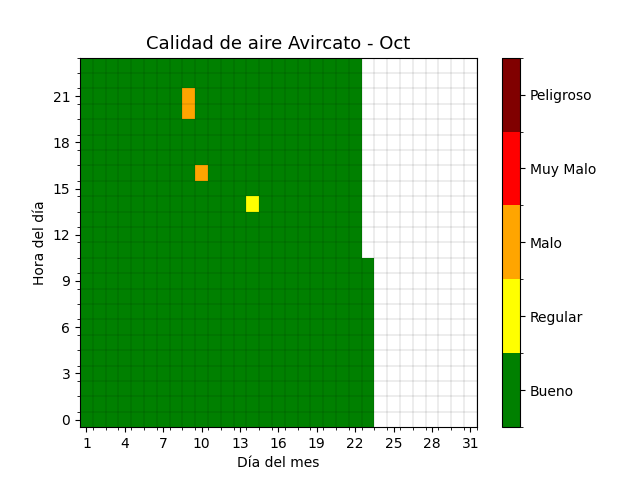 Calidad de aire Avircato - Oct
Hora del día
21
18
15
12
9
6
3
0
1 4 7 10 13 16 19 22 25 28 31
Día del mes
Peligroso
Muy Malo
Malo
Regular
Bueno